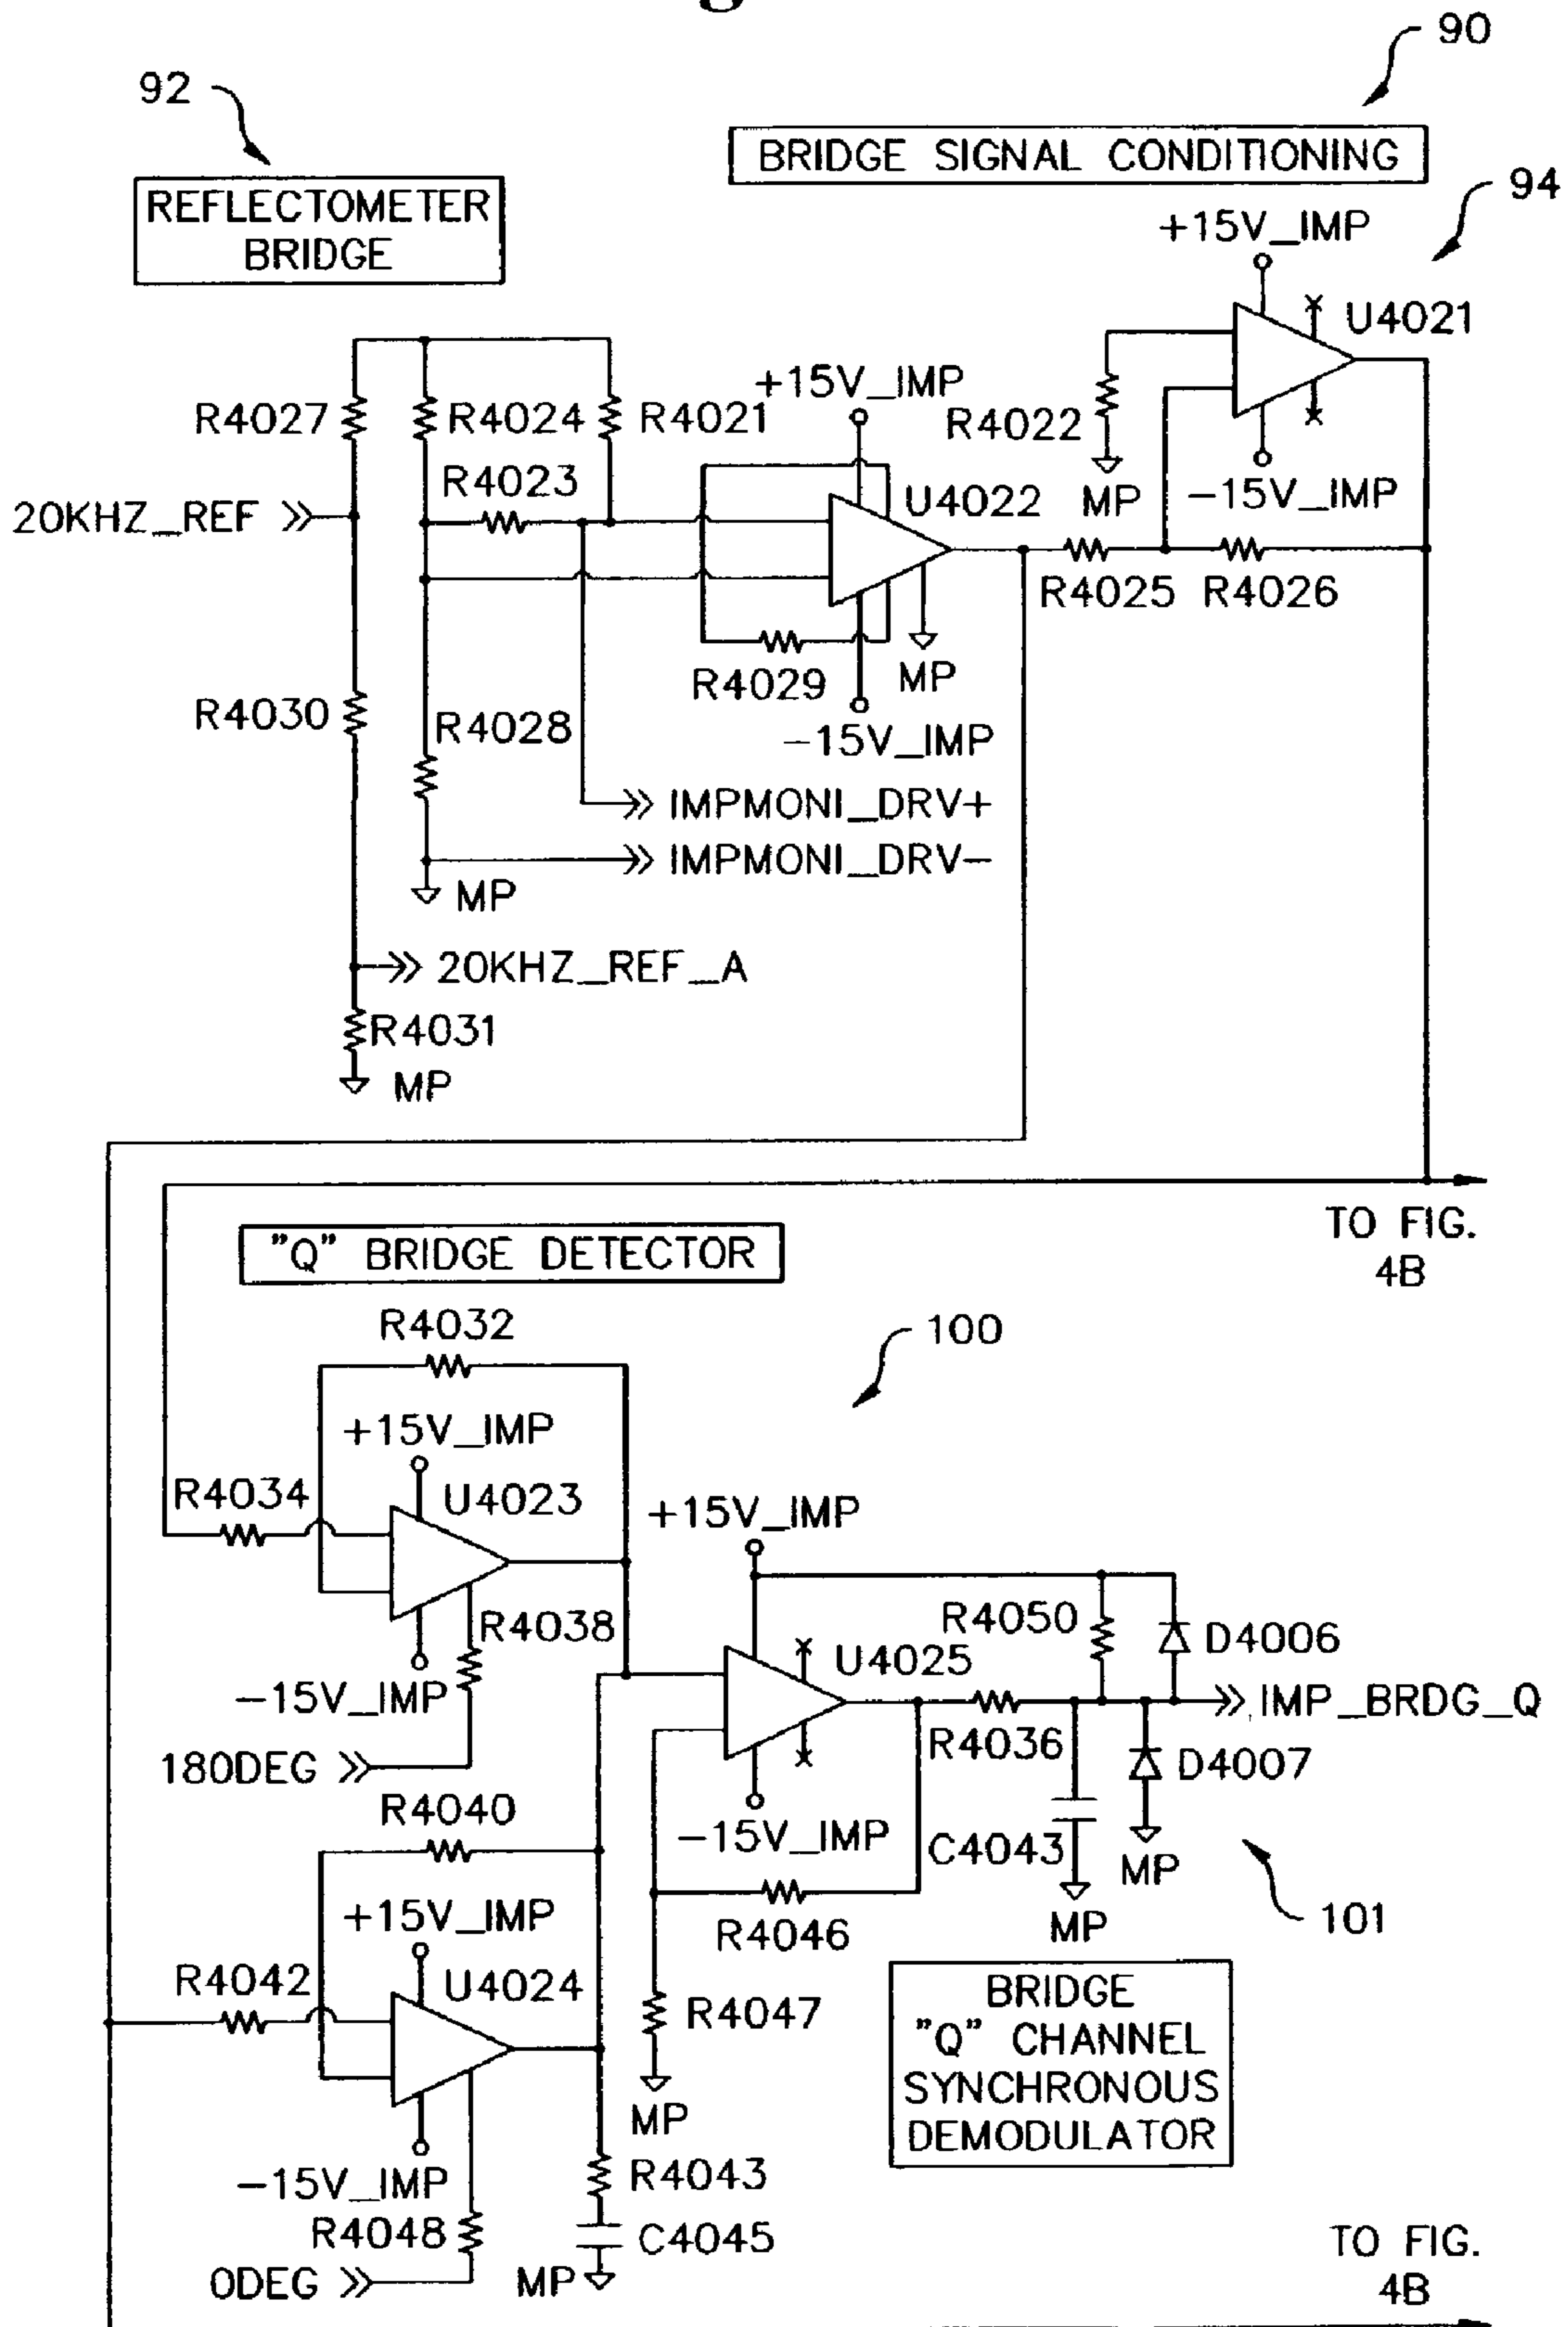 g
90
92
BRIDGE SIGNAL CONDITIONING
94
REFLECTOMETER
BRIDGE
+15V_IMP
U4021
+15V_IMP
R4027
R4024
R4021
R4022
R4023
MP
-15V_IMP
20KHZ_REF
U4022
R4025
R4026
R4029
MP
R4030
R4028
-15V_IMP
IMPMONI_DRV+
IMPMONI_DRV-
MP
20KHZ_REF_A
R4031
MP
TO FIG.
4B
"Q" BRIDGE DETECTOR
R4032
100
+15V_IMP
R4034
U4023
+15V_IMP
R4038
R4050
D4006
U4025
-15V_IMP
IMP_BRDG_Q
R4036
180DEG
D4007
R4040
-15V_IMP
C4043
MP
+15V_IMP
MP
101
R4046
R4042
U4024
BRIDGE
"Q" CHANNEL
SYNCHRONOUS
DEMODULATOR
R4047
MP
-15V_IMP
R4043
R4048
C4045
0DEG
MP
TO FIG.
4B